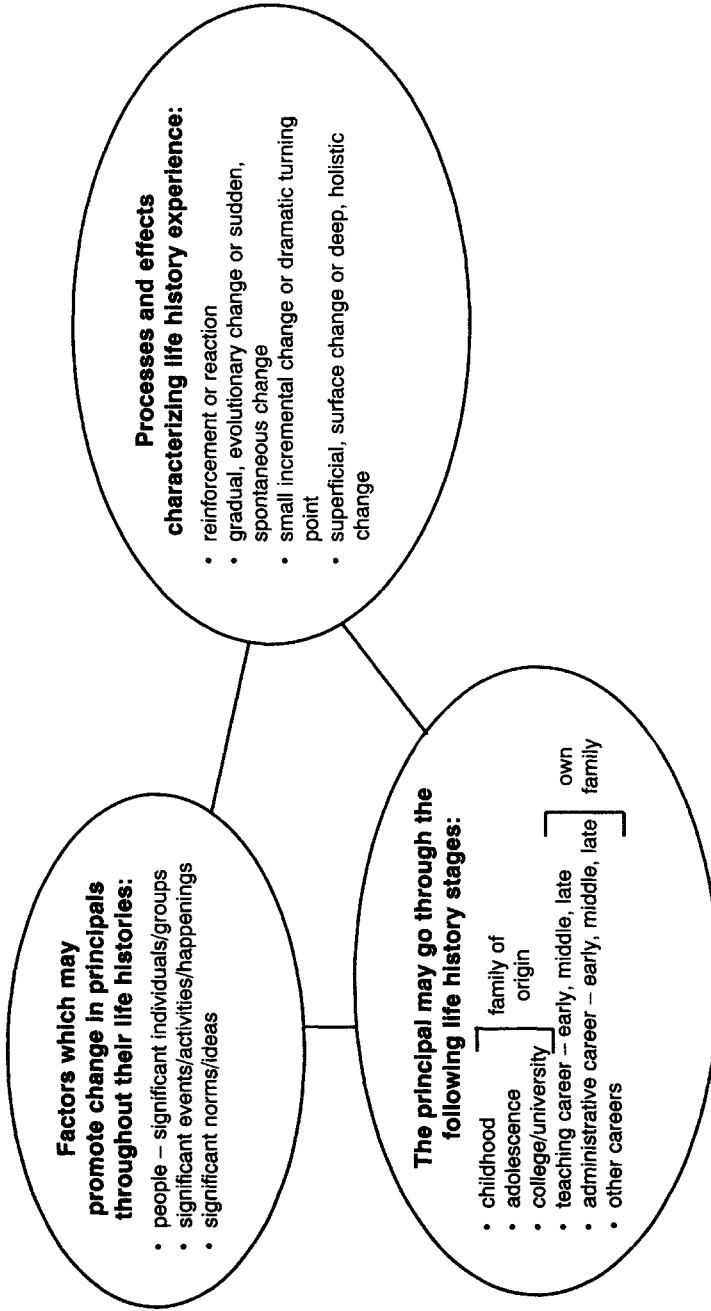 Factors which may
promote change in principals
throughout their life histories:
• people – significant individuals/groups
• significant events/activities/happenings
• significant norms/ideas
Processes and effects
characterizing life history experience:
• reinforcement or reaction
• gradual, evolutionary change or sudden,
spontaneous change
• small incremental change or dramatic turning
point
• superficial, surface change or deep, holistic
change
The principal may go through the
following life history stages:
• childhood
• adolescence
• college/university
family of
origin
• teaching career – early, middle, late
• administrative career – early, middle, late
• other careers
own
family